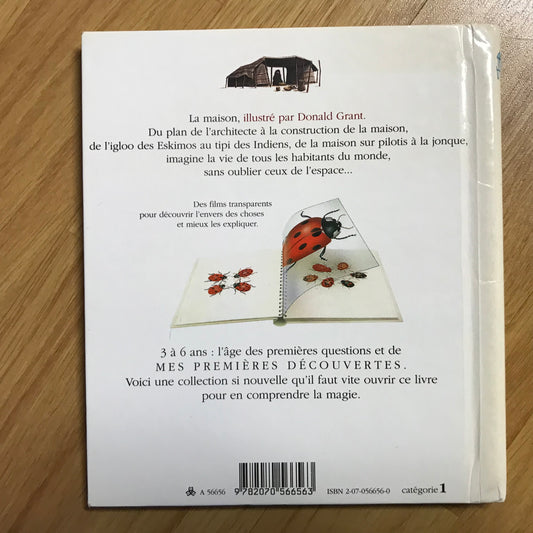 La maison, illustré par Donald Grant.
Du plan de l'architecte à la construction de la maison,
de l'igloo des Eskimos au tipi des Indiens, de la maison sur pilotis à la jonque,
imagine la vie de tous les habitants du monde,
sans oublier ceux de l'espace...
Des films transparents
pour découvrir l'envers des choses
et mieux les expliquer.
3 à 6 ans : l'âge des premières questions et de
MES PREMIÈRES DÉCOUVERTES.
Voici une collection si nouvelle qu'il faut vite ouvrir ce livre
pour en comprendre la magie.
A 56656
9 782070 566563
ISBN 2-07-056656-0
catégorie 1